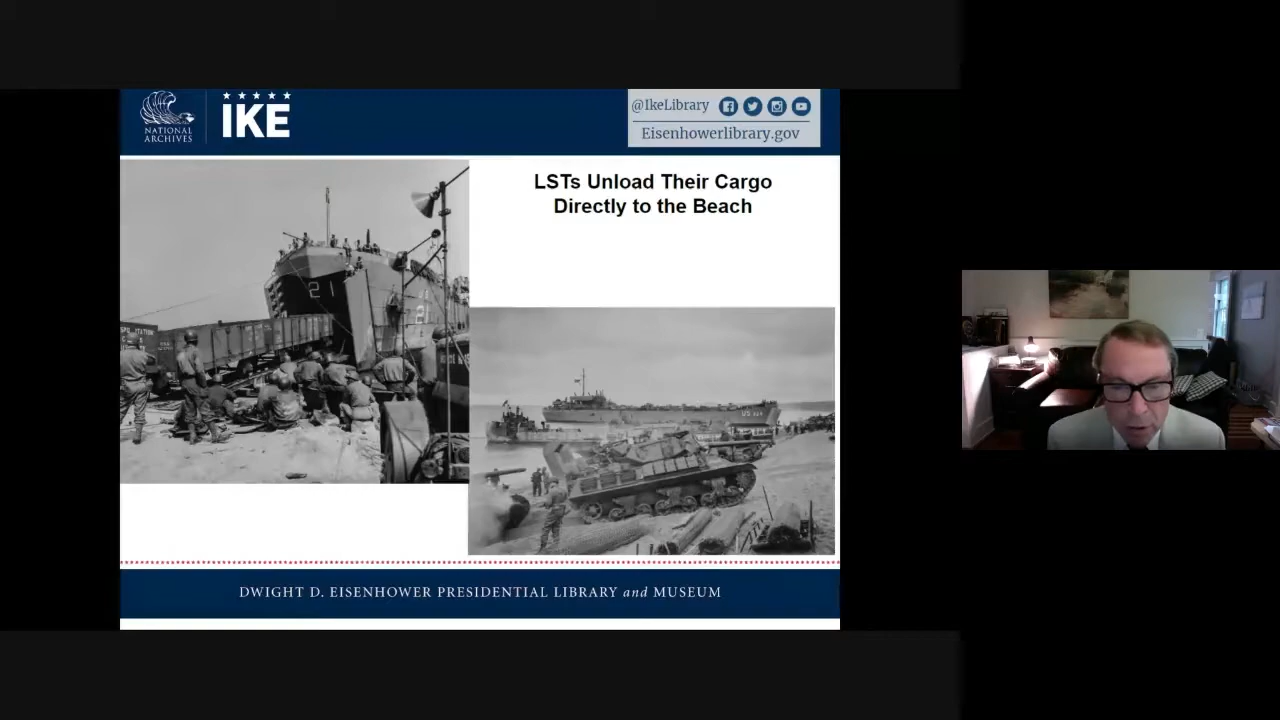 NATIONAL
ARCHIVES
IKE
@IkeLibrary
Eisenhowerlibrary.gov
LSTs Unload Their Cargo
Directly to the Beach
21
DWIGHT D. EISENHOWER PRESIDENTIAL LIBRARY and MUSEUM